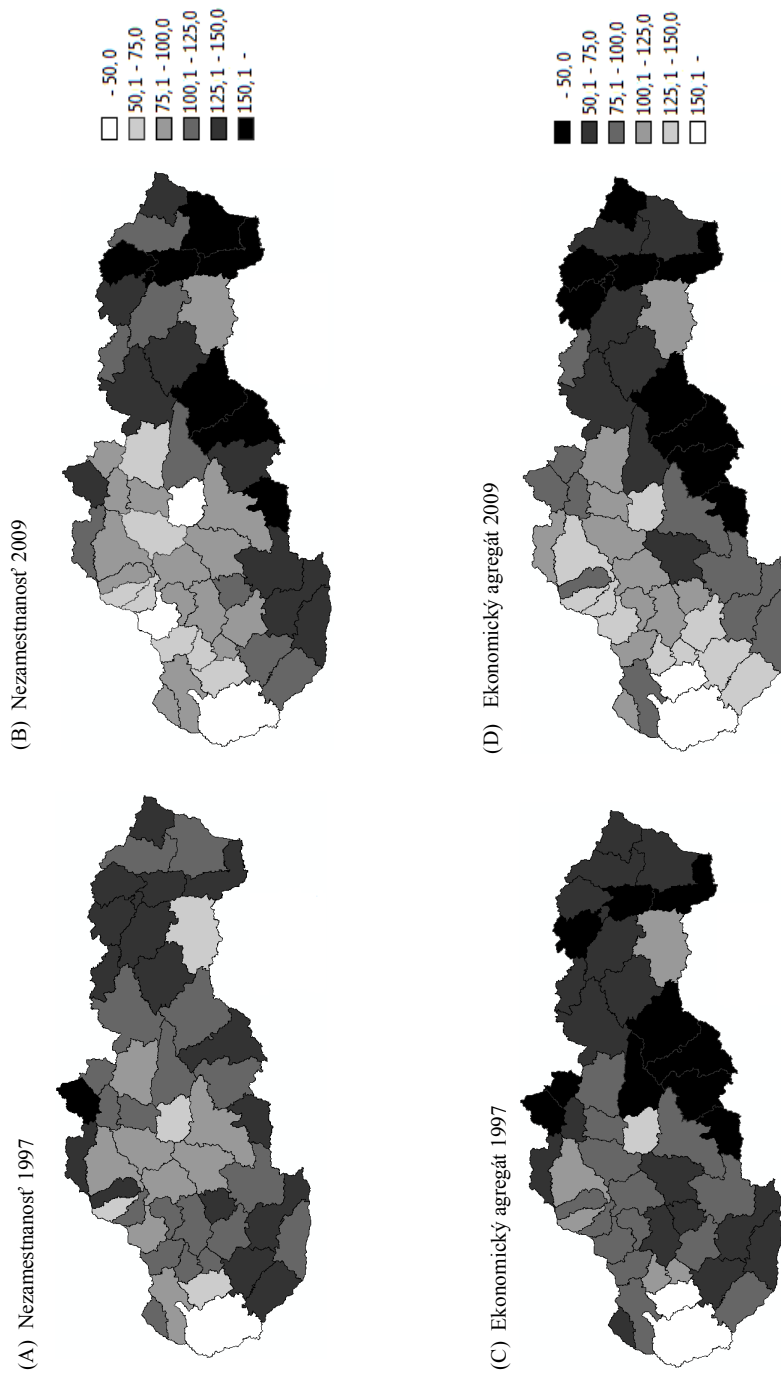 (A) Nezamestnanosť 1997
(B) Nezamestnanosť 2009
- 50,0
50,1 - 75,0
75,1 - 100,0
100,1 - 125,0
125,1 - 150,0
150,1 -
(C) Ekonomický agregát 1997
(D) Ekonomický agregát 2009
- 50,0
50,1 - 75,0
75,1 - 100,0
100,1 - 125,0
125,1 - 150,0
150,1 -